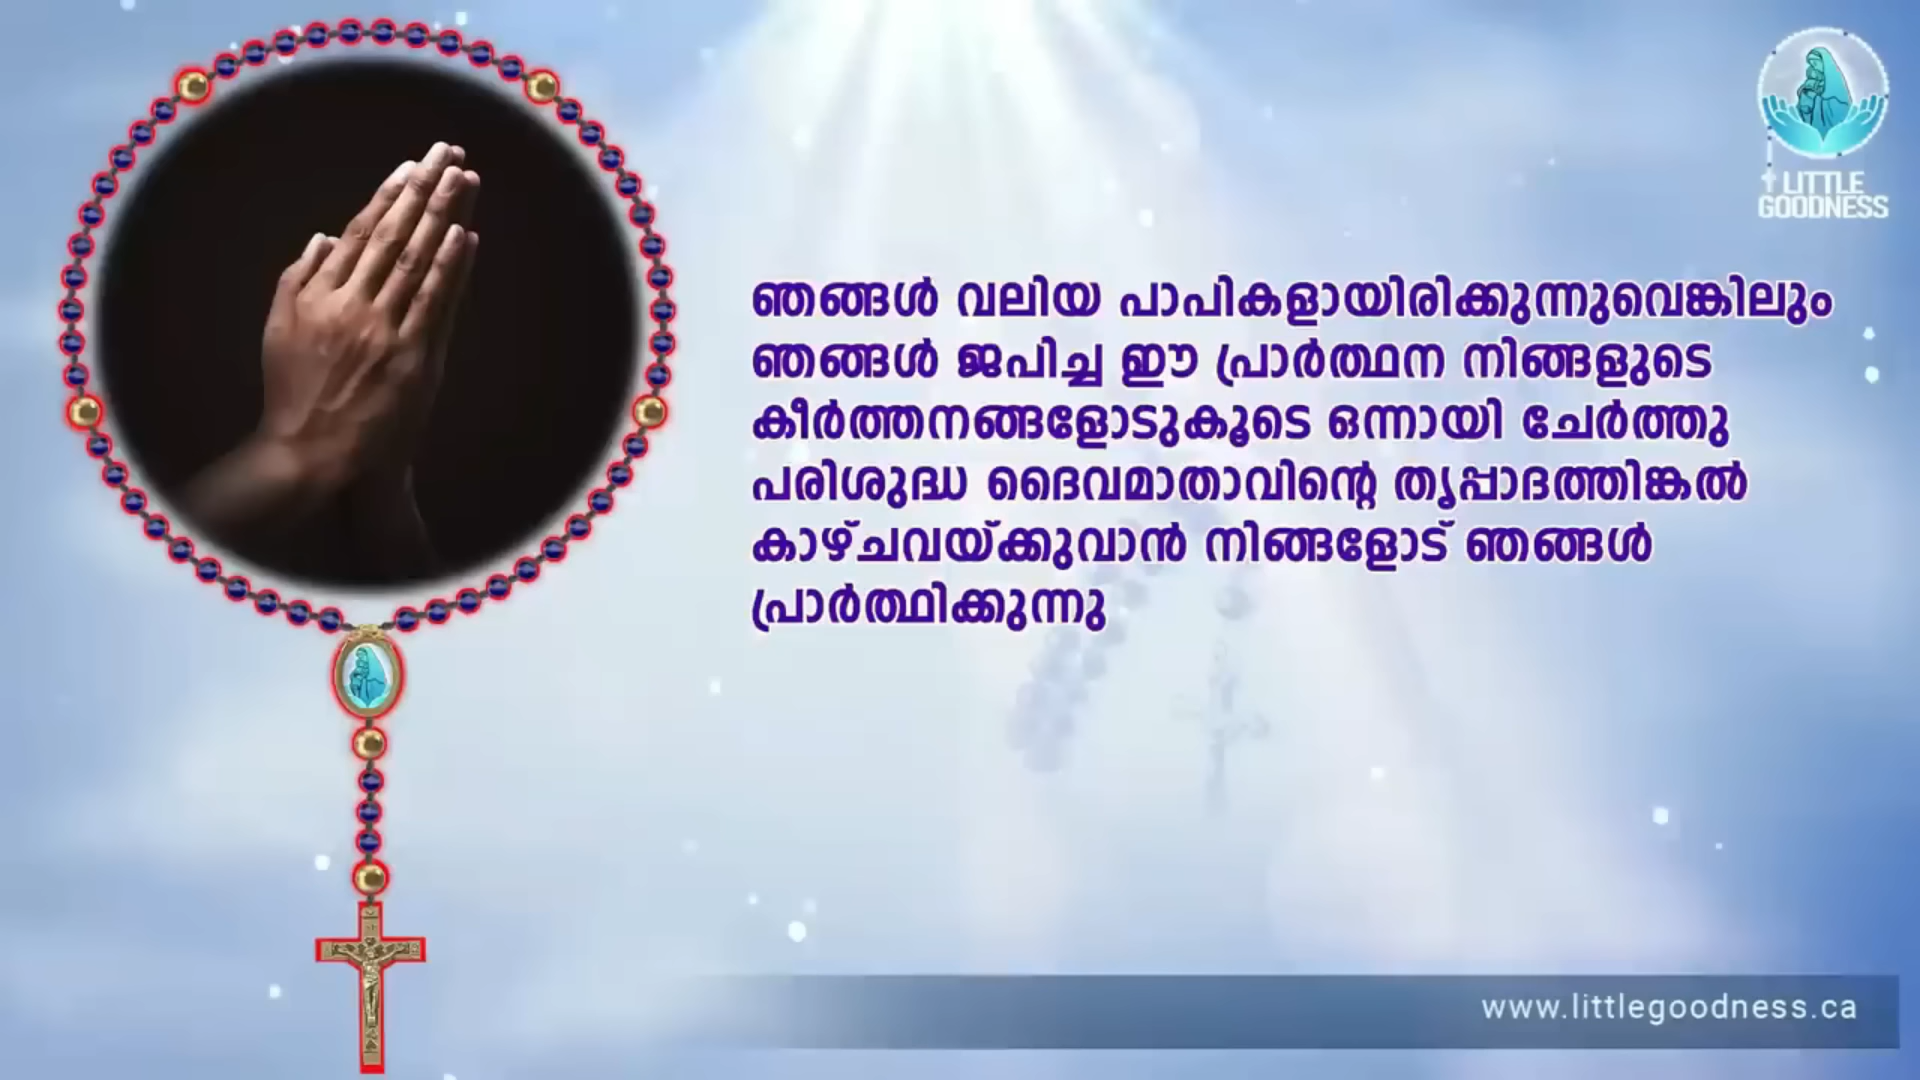 LITTLE
GOODNESS
ഞങ്ങൾ വലിയ പാപികളായിരിക്കുന്നുവെങ്കിലും
ഞങ്ങൾ ജപിച്ച ഈ പ്രാർത്ഥന നിങ്ങളുടെ
കീർത്തനങ്ങളോടുകൂടെ ഒന്നായി ചേർത്തു
പരിശുദ്ധ ദൈവമാതാവിന്റെ തൃപ്പാദത്തിങ്കൽ
കാഴ്ചവയ്ക്കുവാൻ നിങ്ങളോട് ഞങ്ങൾ
പ്രാർത്ഥിക്കുന്നു
www.littlegoodness.ca